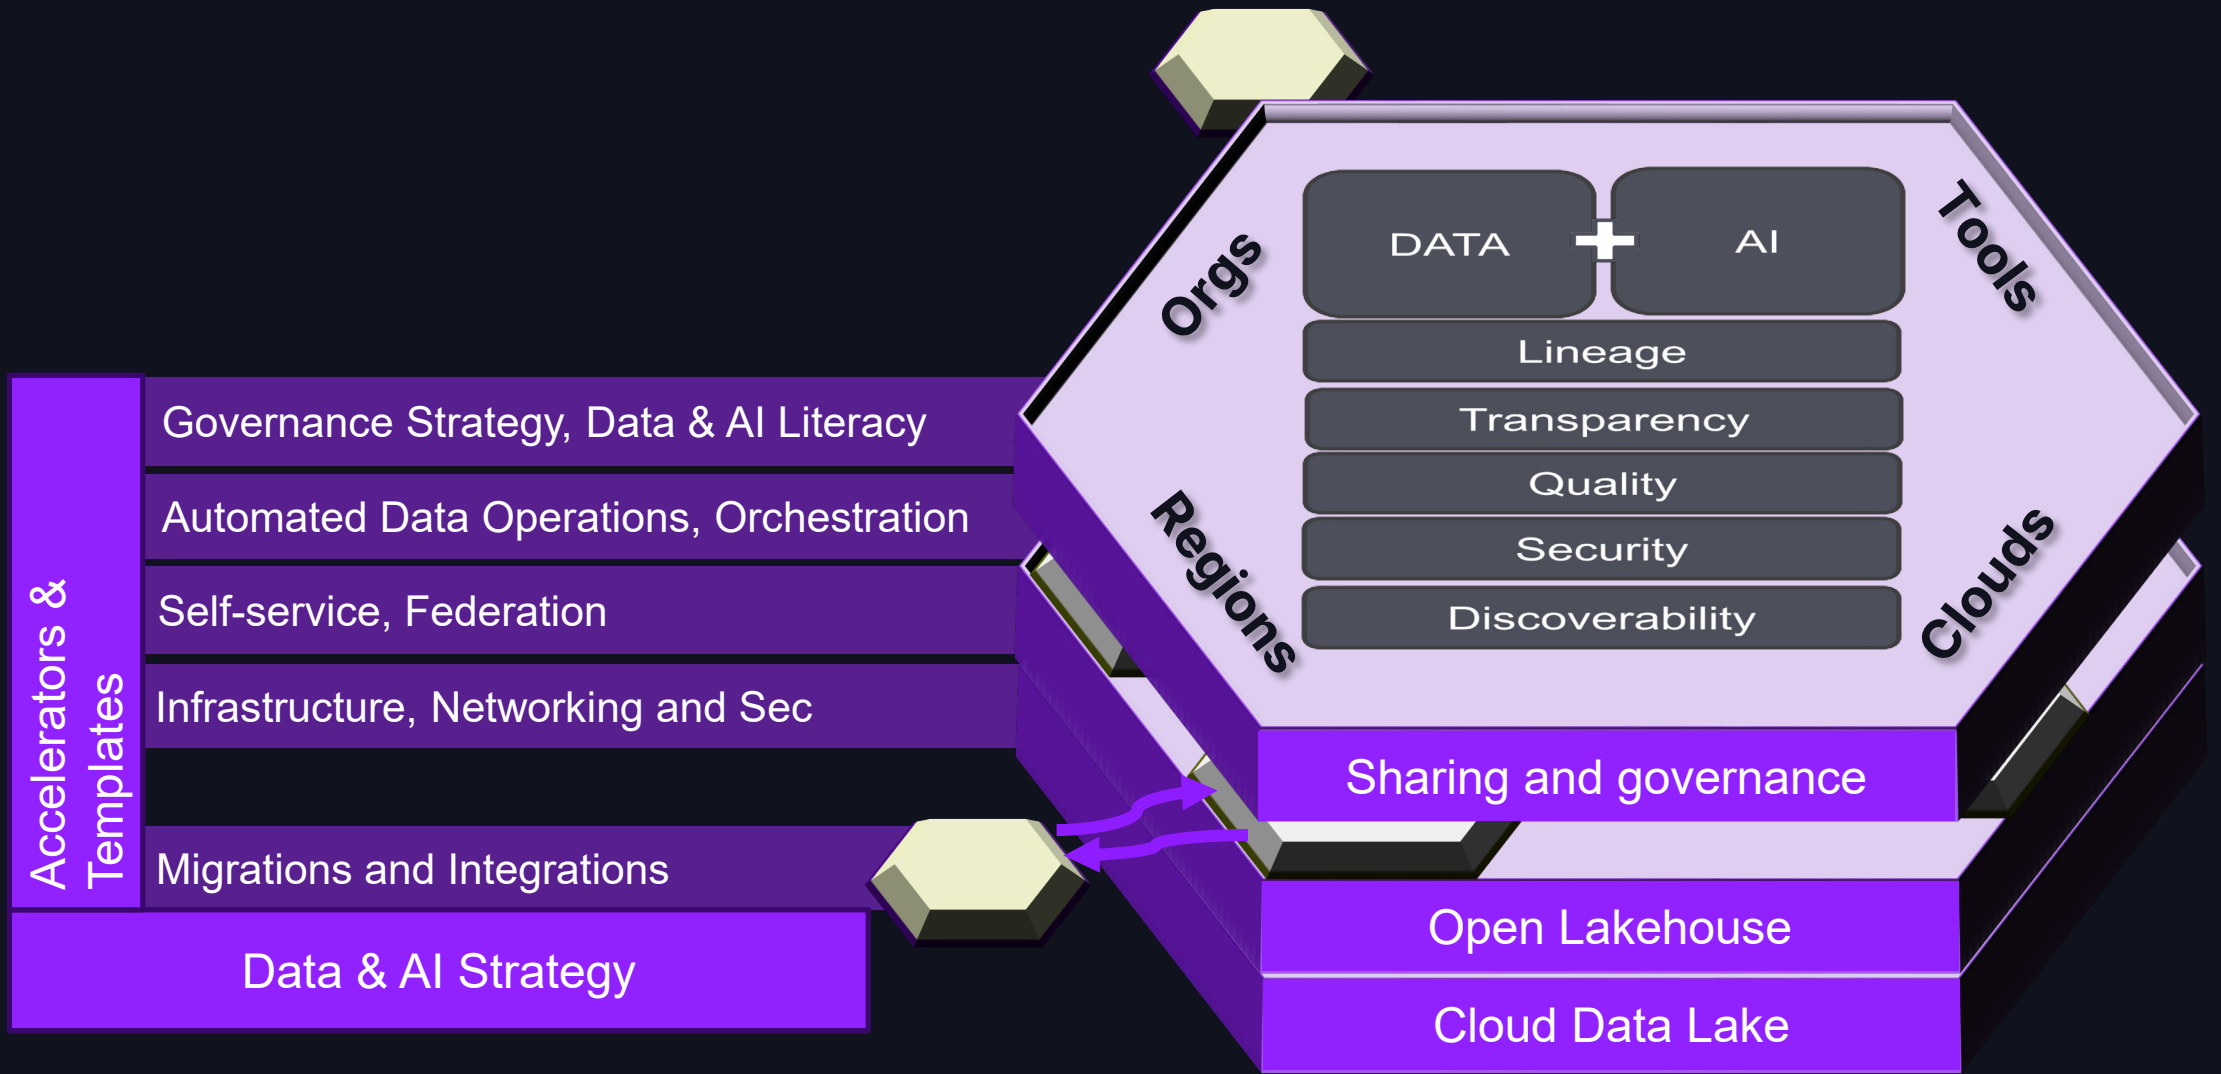 DATA
AI
Orgs
Tools
Lineage
Transparency
Quality
Security
Discoverability
Regions
Clouds
Sharing and governance
Open Lakehouse
Cloud Data Lake
Accelerators &
Templates
Governance Strategy, Data & AI Literacy
Automated Data Operations, Orchestration
Self-service, Federation
Infrastructure, Networking and Sec
Migrations and Integrations
Data & AI Strategy